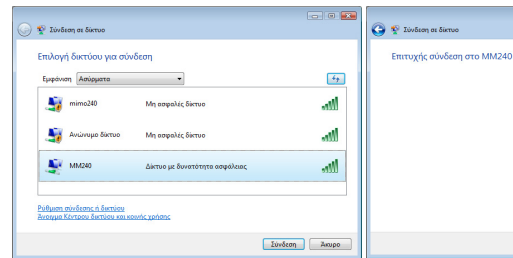 Σύνδεση σε δίκτυο
Επιλογή δικτύου για σύνδεση
Εμφάνιση Ασύρματα
mimo240 Μη ασφαλές δίκτυο
Ανώνυμο δίκτυο Μη ασφαλές δίκτυο
MM240 Δίκτυο με δυνατότητα ασφάλειας
Ρύθμιση σύνδεσης ή δικτύου
Άνοιγμα Κέντρου δικτύου και κοινής χρήσης
Σύνδεση Άκυρο
Σύνδεση σε δίκτυο
Επιτυχής σύνδεση στο MM240